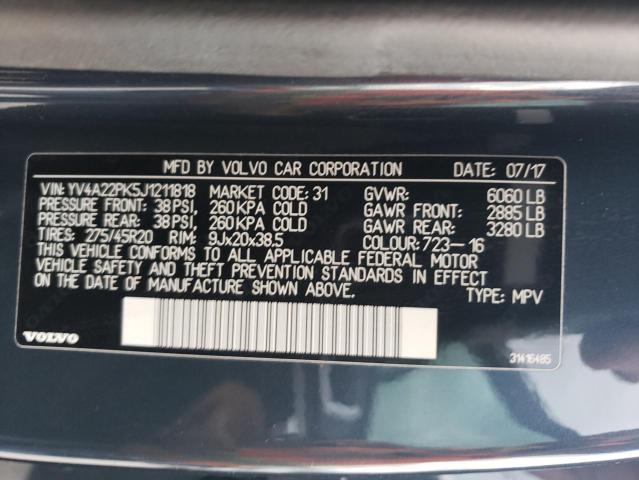 MFD BY VOLVO CAR CORPORATION DATE: 07/17
VIN: YV4A22PK5J1211818 MARKET CODE: 31 GVWR: 6060 LB
PRESSURE FRONT: 38 PSI, 260 KPA COLD GAWR FRONT: 2885 LB
PRESSURE REAR: 38 PSI, 260 KPA COLD GAWR REAR: 3280 LB
TIRES: 275/45R20 RIM: 9Jx20x38.5 COLOUR: 723-16
THIS VEHICLE CONFORMS TO ALL APPLICABLE FEDERAL MOTOR
VEHICLE SAFETY AND THEFT PREVENTION STANDARDS IN EFFECT
ON THE DATE OF MANUFACTURE SHOWN ABOVE.
TYPE: MPV
VOLVO
31415485